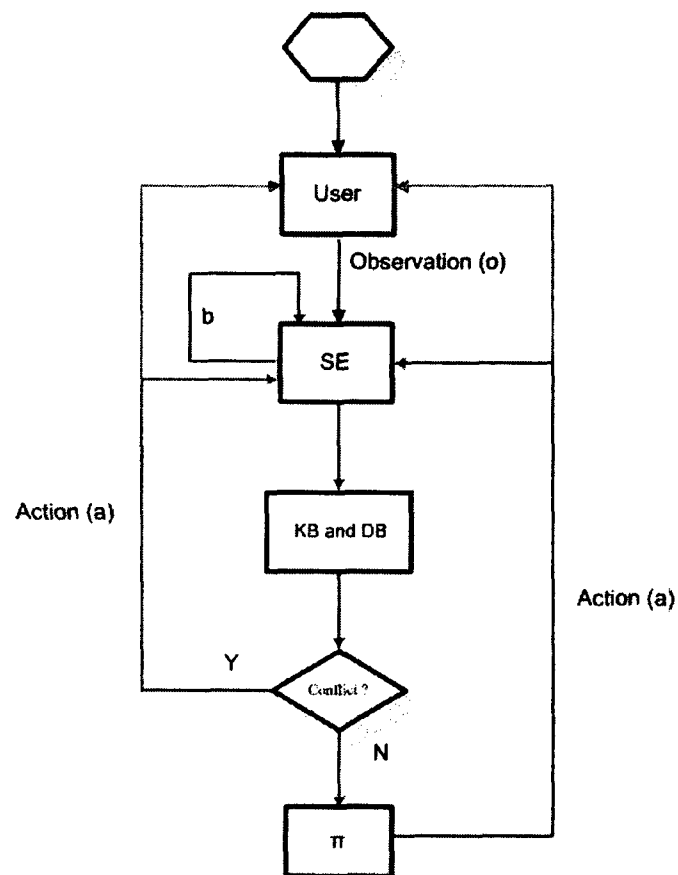 User
Observation (o)
b
SE
Action (a)
KB and DB
Action (a)
Y
Conflict ?
N
π